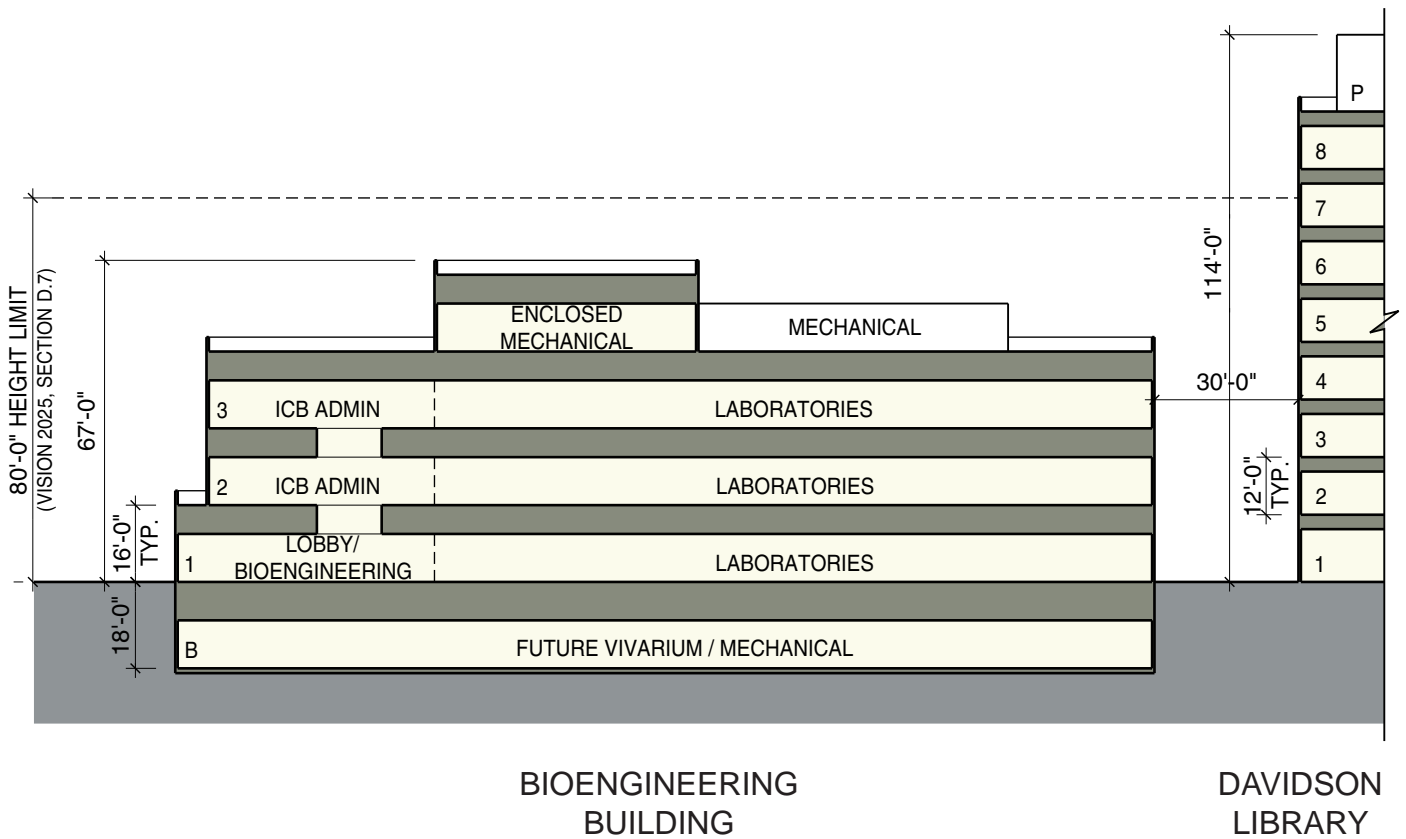 80'-0" HEIGHT LIMIT
(VISION 2025, SECTION D.7)
67'-0"
16'-0"
TYP.
18'-0"
ENCLOSED
MECHANICAL
MECHANICAL
3 ICB ADMIN LABORATORIES
2 ICB ADMIN LABORATORIES
1 LOBBY/
BIOENGINEERING LABORATORIES
B FUTURE VIVARIUM / MECHANICAL
30'-0"
114'-0"
12'-0"
TYP.
P
8
7
6
5
4
3
2
1
BIOENGINEERING
BUILDING
DAVIDSON
LIBRARY